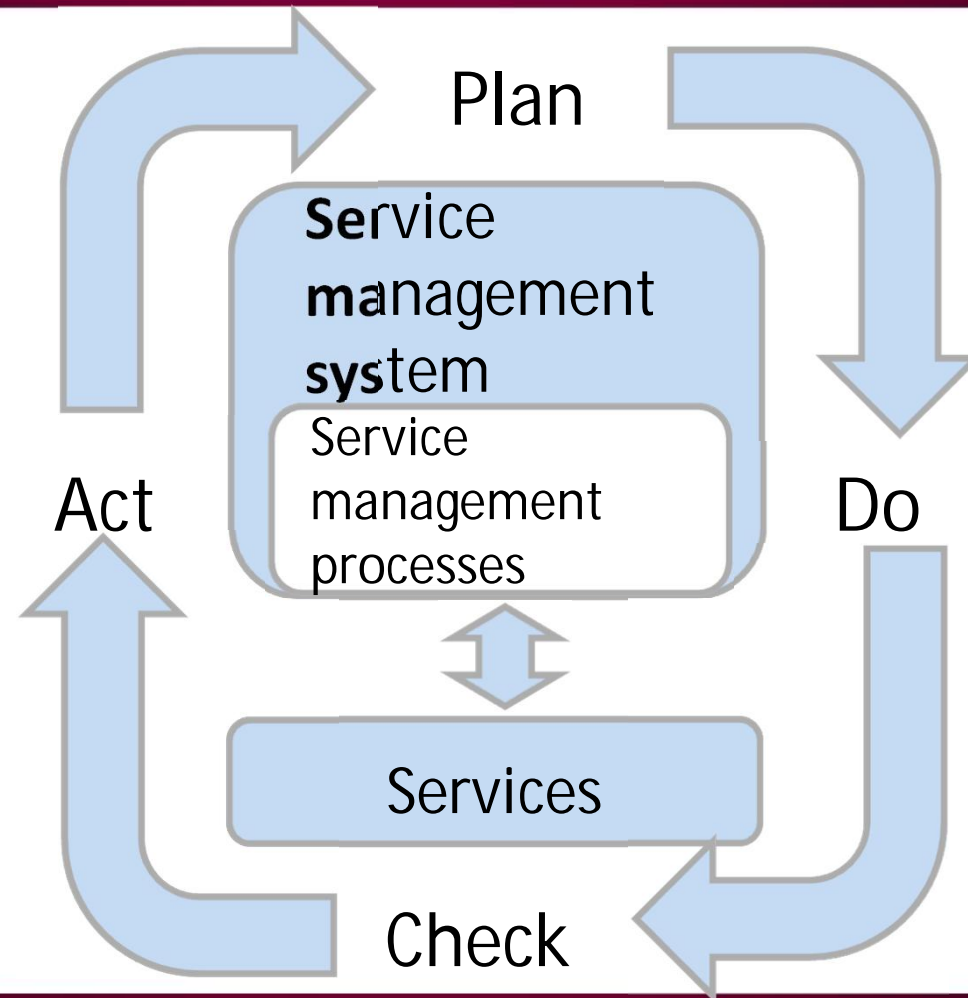 Plan
Service
management
system
Service
management
processes
Act
Do
Services
Check